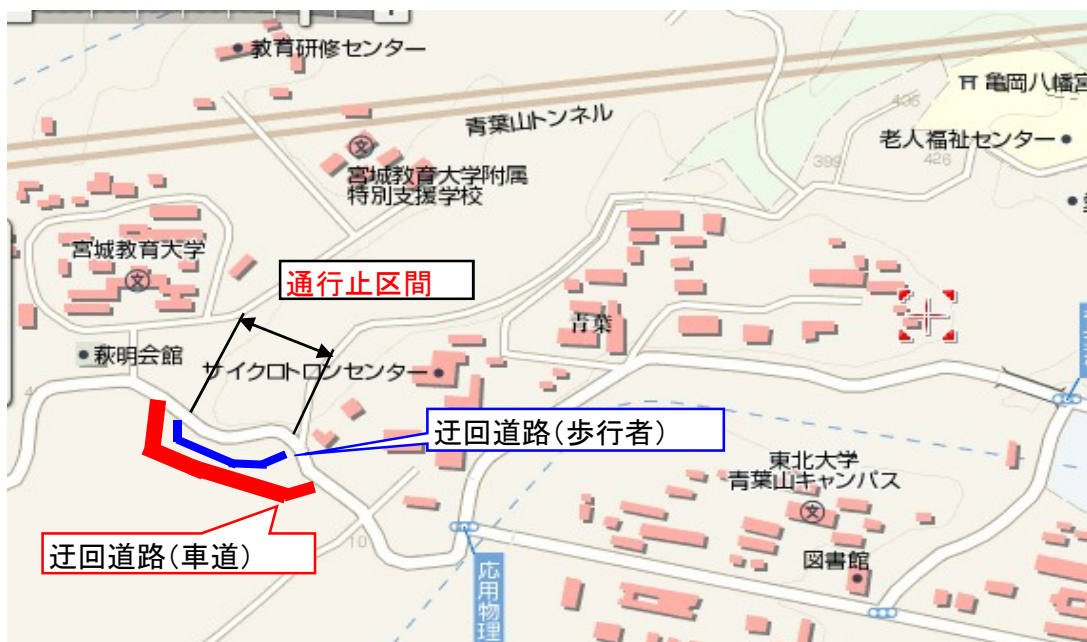 教育研修センター
青葉山トンネル
亀岡八幡宮
老人福祉センター
406
399
426
宮城教育大学附属
特別支援学校
宮城教育大学
通行止区間
青葉
萩明会館
サイクロトロンセンター
迂回道路（歩行者）
東北大学
青葉山キャンパス
迂回道路（車道）
10
図書館
応用物理